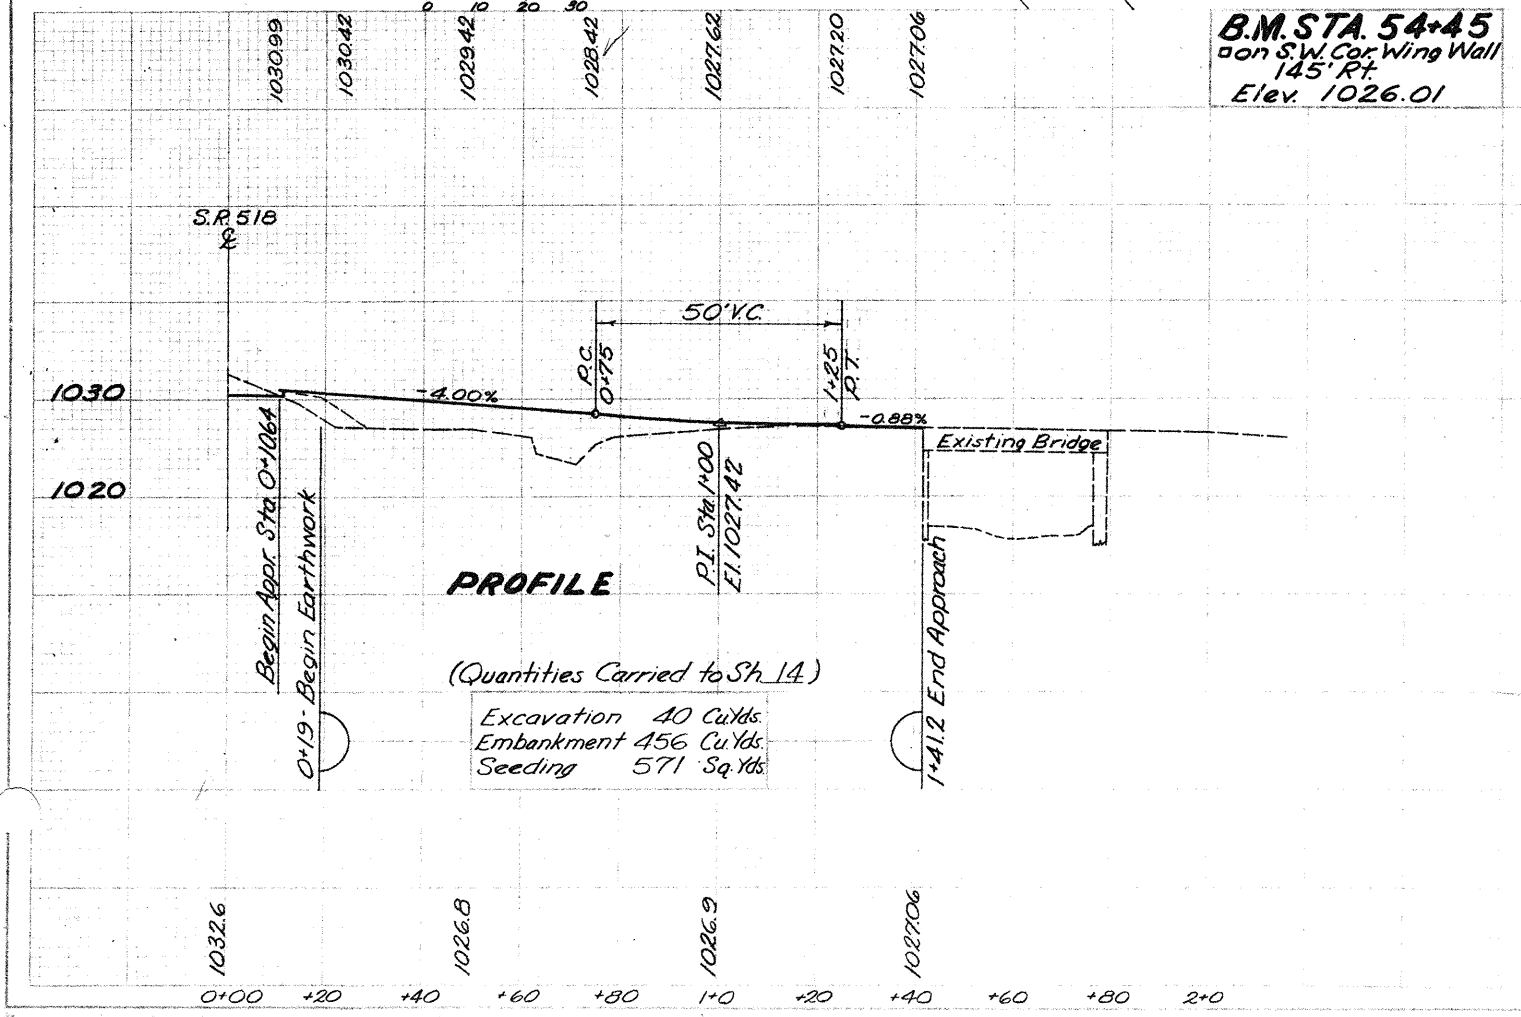 0 10 20 30
1030.99
1030.42
1029.42
1028.42
1027.62
1027.20
1027.06
B.M. STA. 54+45
on S.W. Cor. Wing Wall
145' Rt.
Elev. 1026.01
S.R. 518
℄
50' V.C.
P.C.
0+75
1+25
P.T.
1030
-4.00%
-0.88%
Existing Bridge
1020
Begin Appr. Sta. 0+10.64
0+19 - Begin Earthwork
P.I. Sta. 1+00
El. 1027.42
1+41.2 End Approach
PROFILE
(Quantities Carried to Sh. 14)
Excavation 40 Cu.Yds.
Embankment 456 Cu.Yds.
Seeding 571 Sq.Yds.
1032.6
1026.8
1026.9
1027.06
0+00 +20 +40 +60 +80 1+0 +20 +40 +60 +80 2+0